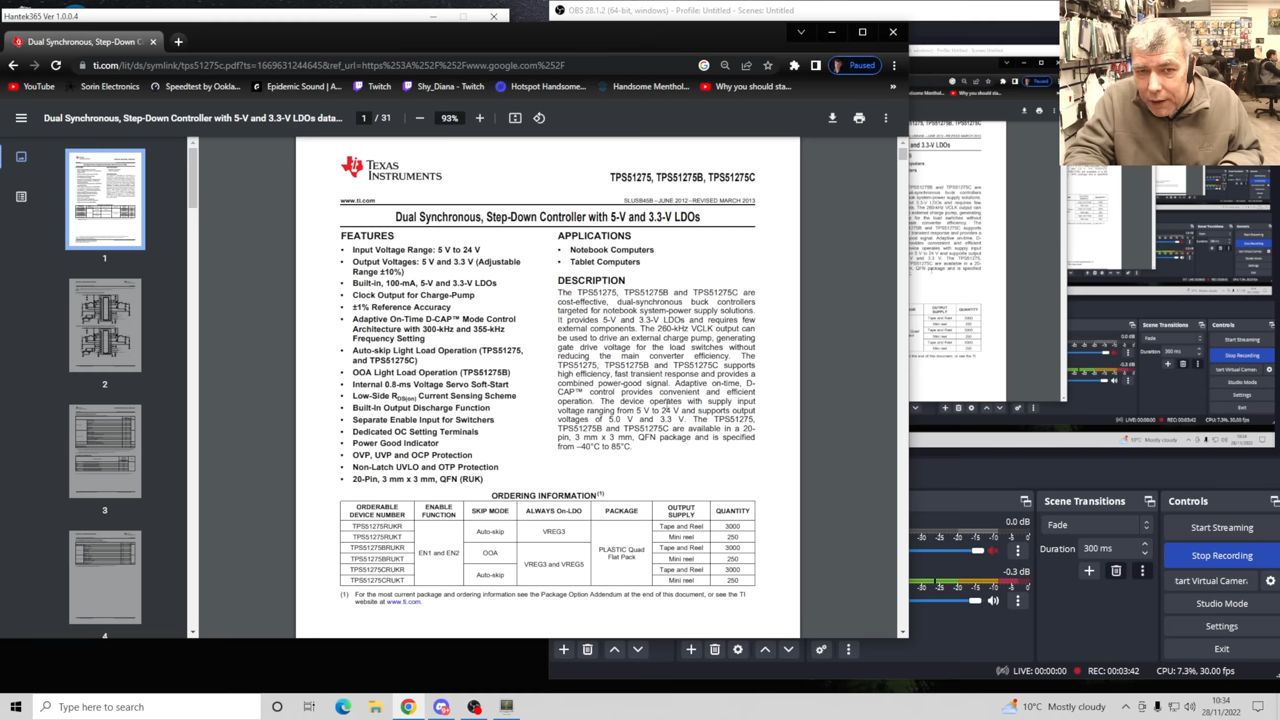 Hantek365 Ver 1.0.0.4
OBS 28.1.2 (64-bit, windows) - Profile: Untitled - Scenes: Untitled
Dual Synchronous, Step-Down C
Paused
YouTube
Sorin Electronics
Speedtest by Ookla...
Epidemic Sound | A...
Twitch
Shy_Diana - Twitch
Hotspot Handsome...
Handsome Menthol...
Why you should sta...
Dual Synchronous, Step-Down Controller with 5-V and 3.3-V LDOs data...
1 / 31
93%
TEXAS
INSTRUMENTS
TPS51275, TPS51275B, TPS51275C
www.ti.com
SLUSB45B –JUNE 2012–REVISED MARCH 2013
Dual Synchronous, Step-Down Controller with 5-V and 3.3-V LDOs
FEATURES
• Input Voltage Range: 5 V to 24 V
• Output Voltages: 5 V and 3.3 V (Adjustable
Range ±10%)
• Built-in, 100-mA, 5-V and 3.3-V LDOs
• Clock Output for Charge-Pump
• ±1% Reference Accuracy
• Adaptive On-Time D-CAP™ Mode Control
Architecture with 300-kHz and 355-kHz
Frequency Setting
• Auto-skip Light Load Operation (TPS51275,
and TPS51275C)
• OOA Light Load Operation (TPS51275B)
• Internal 0.8-ms Voltage Servo Soft-Start
• Low-Side RDS(on) Current Sensing Scheme
• Built-In Output Discharge Function
• Separate Enable Input for Switchers
• Dedicated OC Setting Terminals
• Power Good Indicator
• OVP, UVP and OCP Protection
• Non-Latch UVLO and OTP Protection
• 20-Pin, 3 mm x 3 mm, QFN (RUK)
APPLICATIONS
• Notebook Computers
• Tablet Computers
DESCRIPTION
The TPS51275, TPS51275B and TPS51275C are
cost-effective, dual-synchronous buck controllers
targeted for notebook system-power supply solutions.
It provides 5-V and 3.3-V LDOs and requires few
external components. The 260-kHz VCLK output can
be used to drive an external charge pump, generating
gate drive voltage for the load switches without
reducing the main converter efficiency. The
TPS51275, TPS51275B and TPS51275C supports
high efficiency, fast transient response and provides a
combined power-good signal. Adaptive on-time, D-
CAP™ control provides convenient and efficient
operation. The device operates with supply input
voltage ranging from 5 V to 24 V and supports output
voltages of 5.0 V and 3.3 V. The TPS51275,
TPS51275B and TPS51275C are available in a 20-
pin, 3 mm x 3 mm, QFN package and is specified
from –40°C to 85°C.
ORDERING INFORMATION(1)
ORDERABLE DEVICE NUMBER ENABLE FUNCTION SKIP MODE ALWAYS On-LDO PACKAGE OUTPUT SUPPLY QUANTITY
TPS51275RUKR EN1 and EN2 Auto-skip VREG3 PLASTIC Quad Flat Pack Tape and Reel 3000
TPS51275RUKT Mini reel 250
TPS51275BRUKR OOA VREG3 and VREG5 Tape and Reel 3000
TPS51275BRUKT Mini reel 250
TPS51275CRUKR Auto-skip Tape and Reel 3000
TPS51275CRUKT Mini reel 250
(1) For the most current package and ordering information see the Package Option Addendum at the end of this document, or see the TI
website at www.ti.com.
1
2
3
4
Scene Transitions
Fade
Duration 300 ms
Controls
Start Streaming
Stop Recording
tart Virtual Camer.
Studio Mode
Settings
Exit
0.0 dB
-0.3 dB
LIVE: 00:00:00
REC: 00:03:42
CPU: 7.3%, 30.00 fps
Type here to search
10°C Mostly cloudy
10:34
28/11/2022